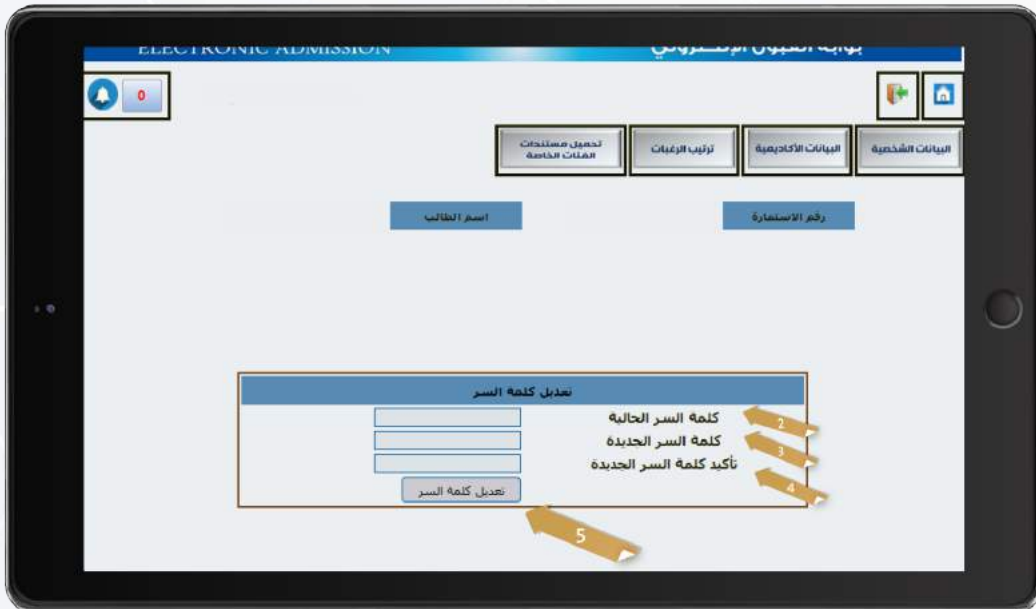 بوابة القبول الإلكتروني
ELECTRONIC ADMISSION
0
البيانات الشخصية
البيانات الأكاديمية
ترتيب الرغبات
تحميل مستندات
الفئات الخاصة
رقم الاستمارة
اسم الطالب
تعديل كلمة السر
كلمة السر الحالية
2
كلمة السر الجديدة
3
تأكيد كلمة السر الجديدة
4
تعديل كلمة السر
5